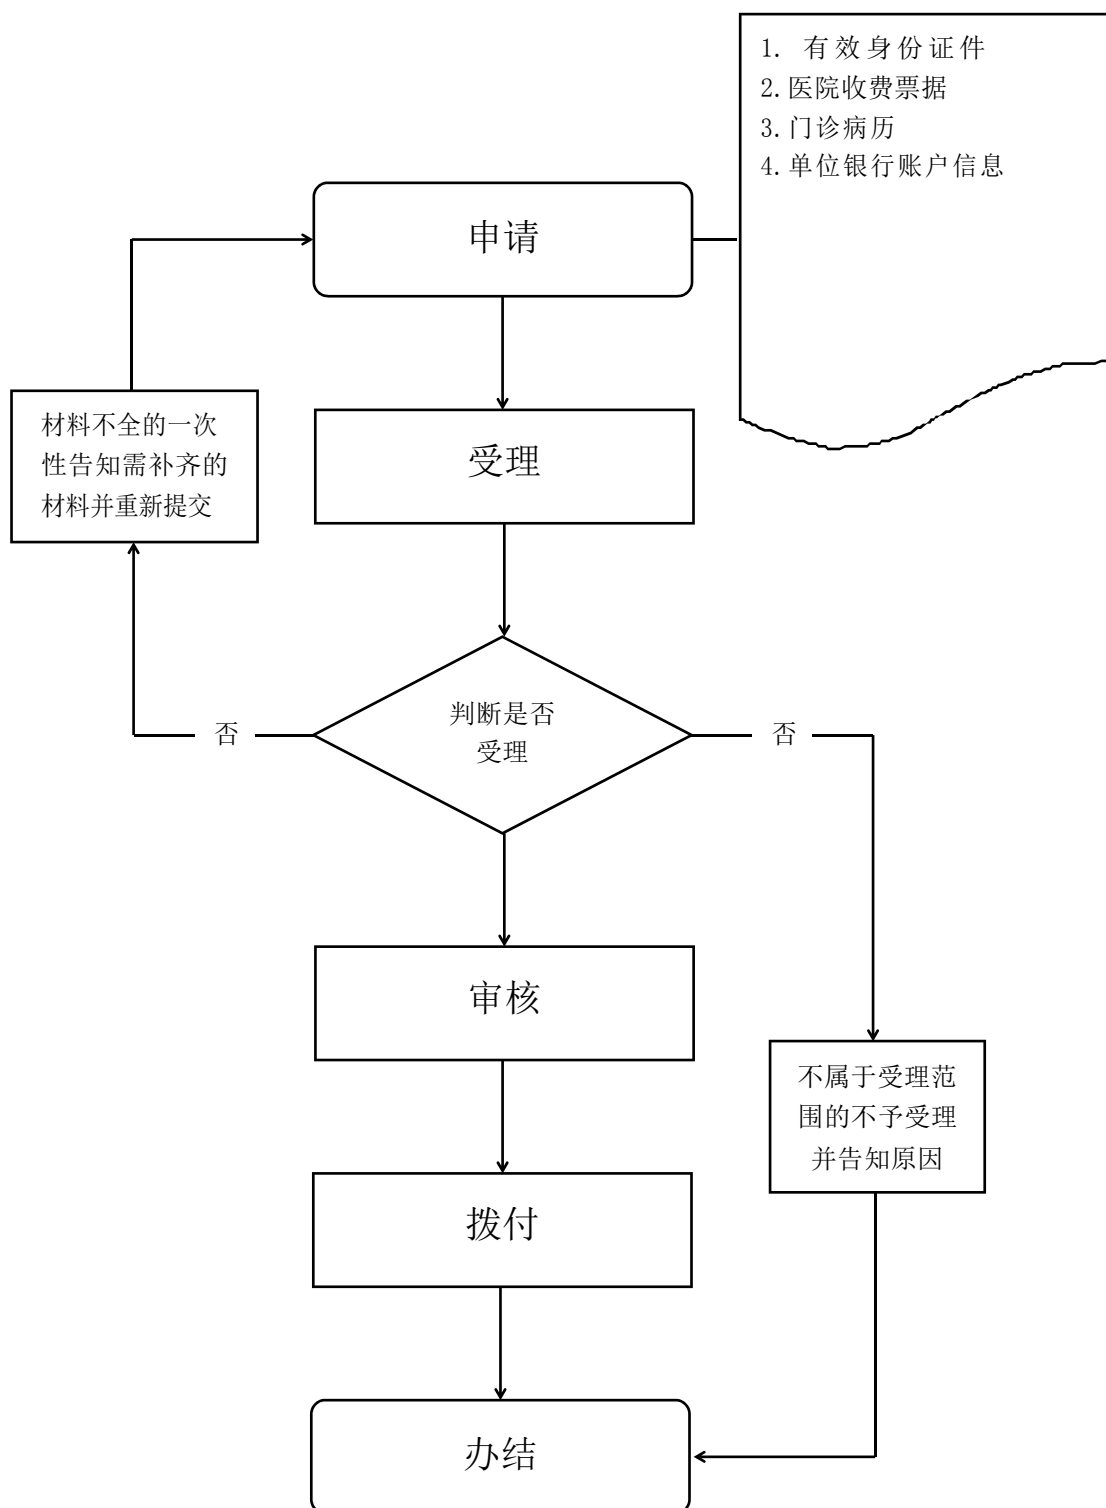 1. 有效身份证件
2.医院收费票据
3.门诊病历
4.单位银行账户信息
申请
材料不全的一次
性告知需补齐的
材料并重新提交
受理
判断是否
受理
否
否
审核
不属于受理范
围的不予受理
并告知原因
拨付
办结